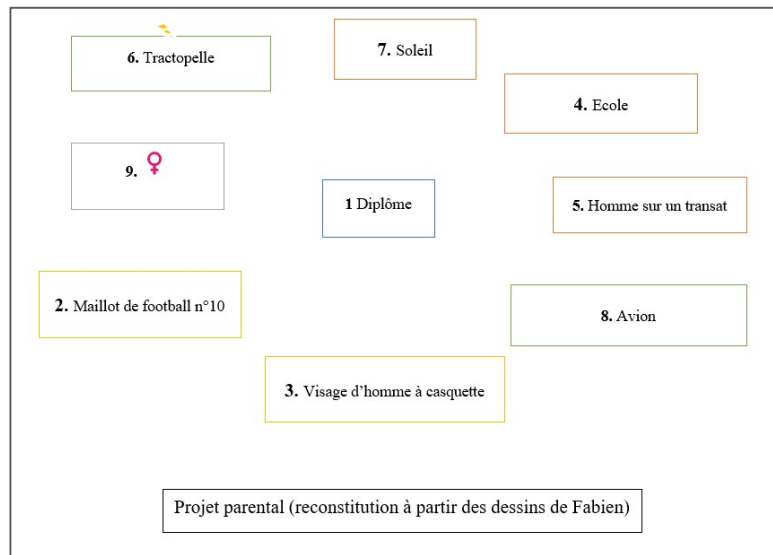 6. Tractopelle
7. Soleil
4. Ecole
9. ♀
1 Diplôme
5. Homme sur un transat
2. Maillot de football n°10
8. Avion
3. Visage d'homme à casquette
Projet parental (reconstitution à partir des dessins de Fabien)